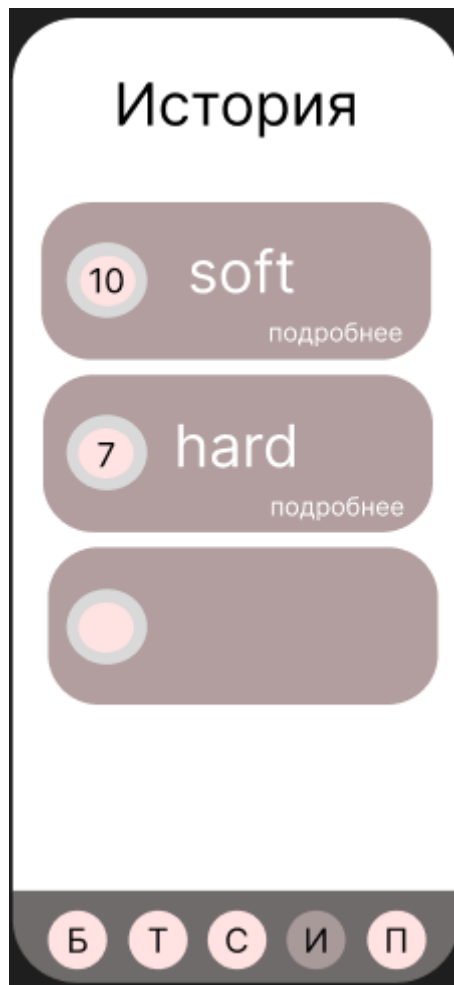 История
10 soft
подробнее
7 hard
подробнее
Б Т С И П